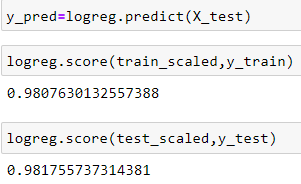 y_pred=logreg.predict(X_test)
logreg.score(train_scaled,y_train)
0.9807630132557388
logreg.score(test_scaled,y_test)
0.981755737314381